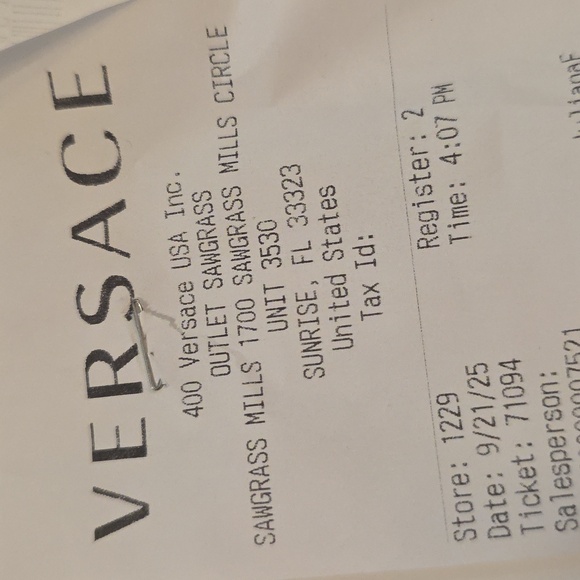 VERSACE
400 Versace USA Inc.
OUTLET SAWGRASS
SAWGRASS MILLS 1700 SAWGRASS MILLS CIRCLE
UNIT 3530
SUNRISE, FL 33323
United States
Tax Id:
Store: 1229 Register: 2
Date: 9/21/25 Time: 4:07 PM
Ticket: 71094
Salesperson: